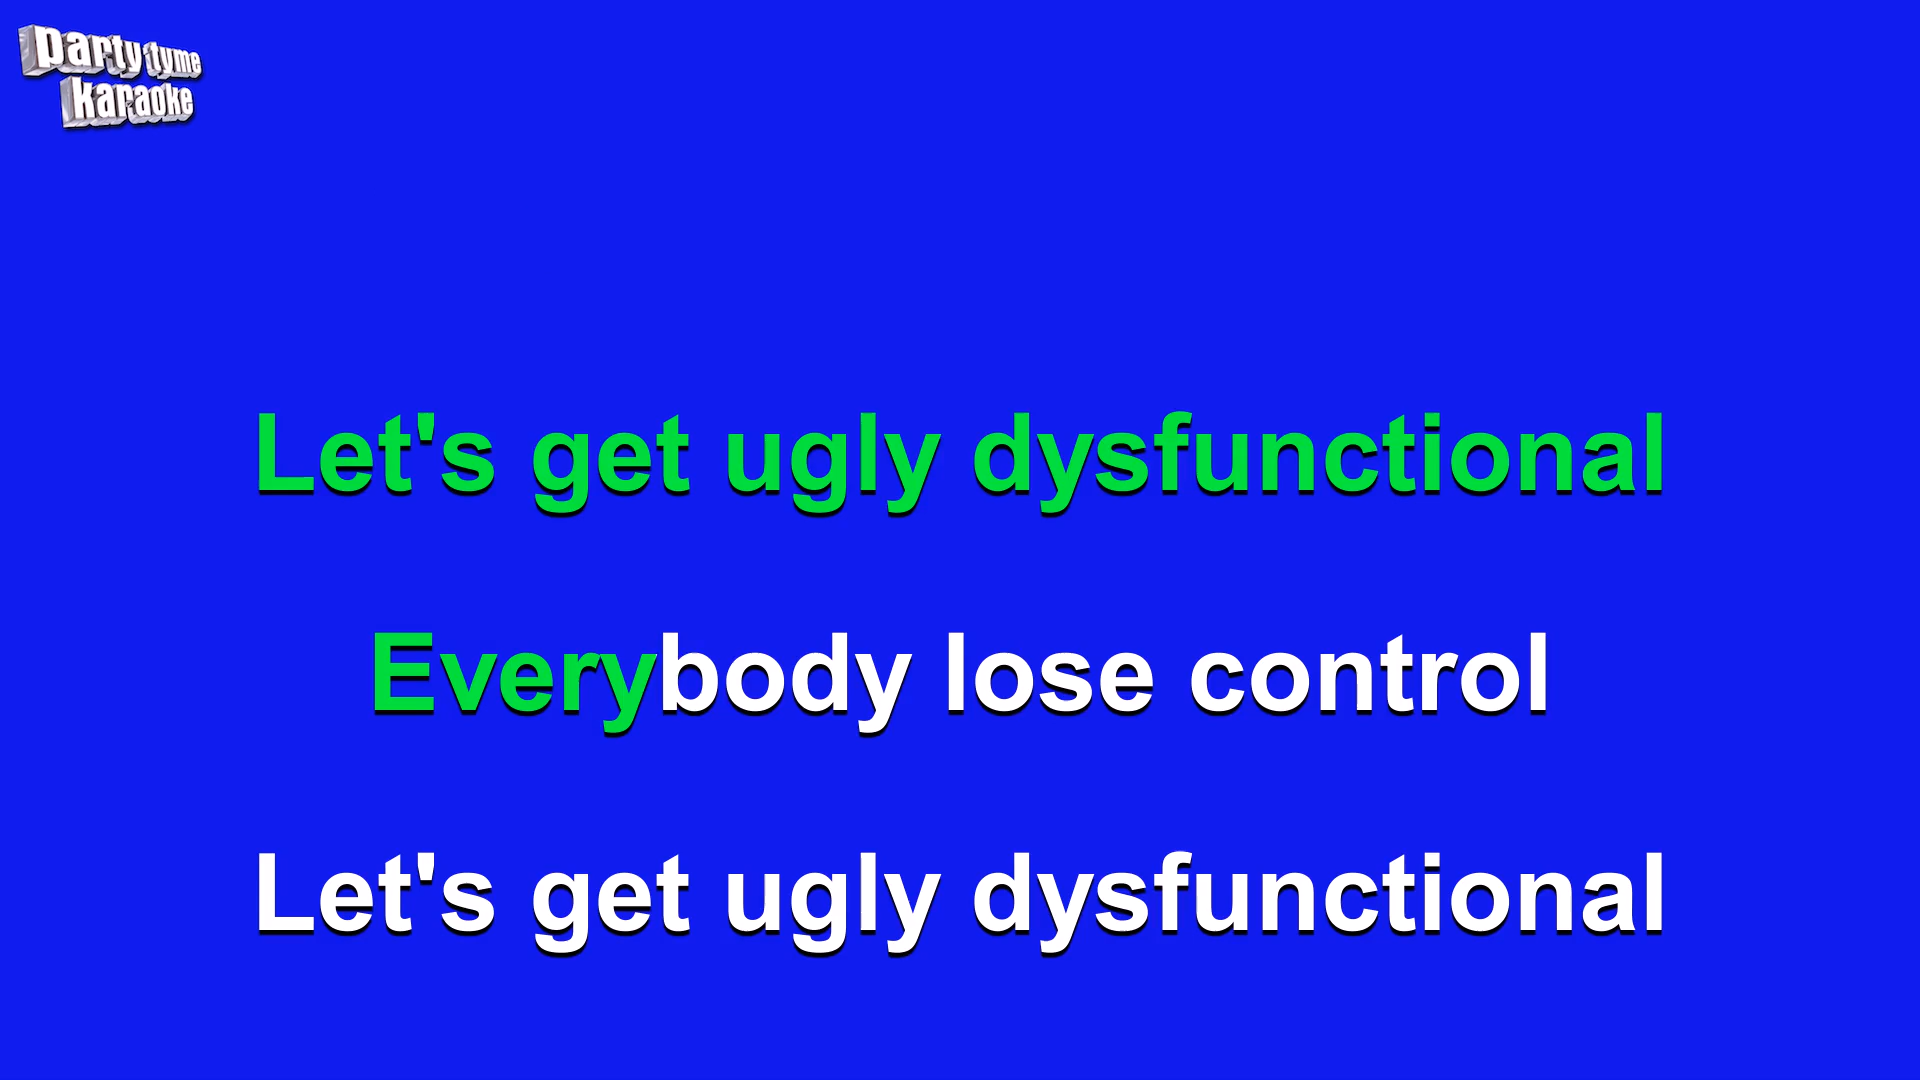 party tyme
karaoke
Let's get ugly dysfunctional
Everybody lose control
Let's get ugly dysfunctional